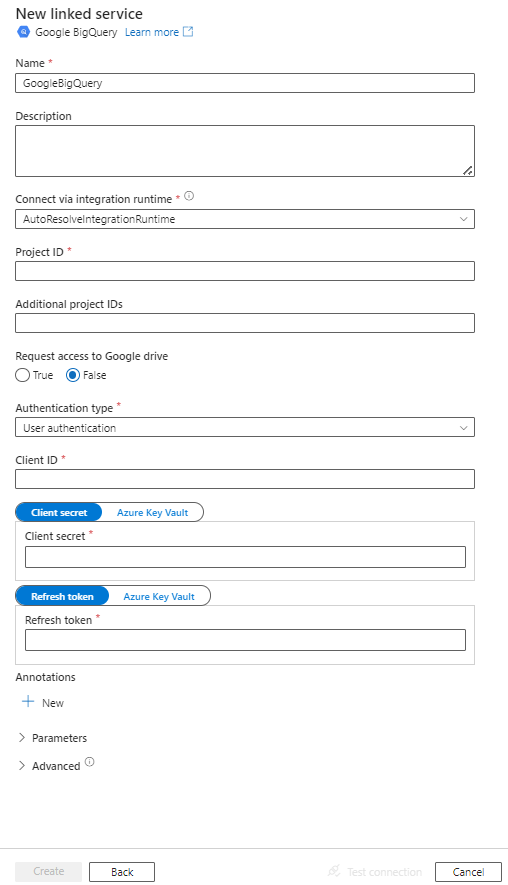 New linked service
Google BigQuery Learn more
Name *
GoogleBigQuery
Description
Connect via integration runtime *
AutoResolveIntegrationRuntime
Project ID *
Additional project IDs
Request access to Google drive
True False
Authentication type *
User authentication
Client ID *
Client secret Azure Key Vault
Client secret *
Refresh token Azure Key Vault
Refresh token *
Annotations
+ New
Parameters
Advanced
Create Back Test connection Cancel